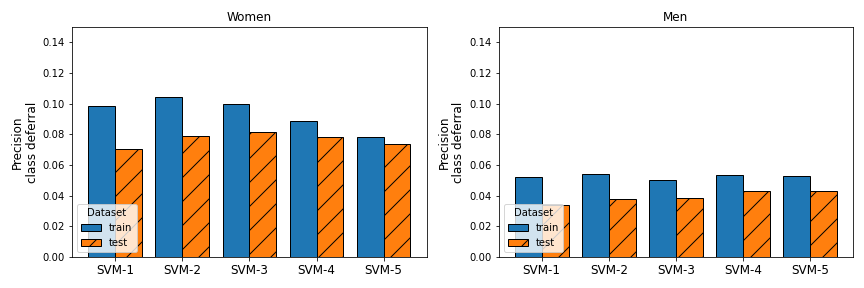 Women
Precision
class deferral
0.14
0.12
0.10
0.08
0.06
0.04
0.02
0.00
Dataset
train
test
SVM-1 SVM-2 SVM-3 SVM-4 SVM-5
Men
Precision
class deferral
0.14
0.12
0.10
0.08
0.06
0.04
0.02
0.00
Dataset
train
test
SVM-1 SVM-2 SVM-3 SVM-4 SVM-5